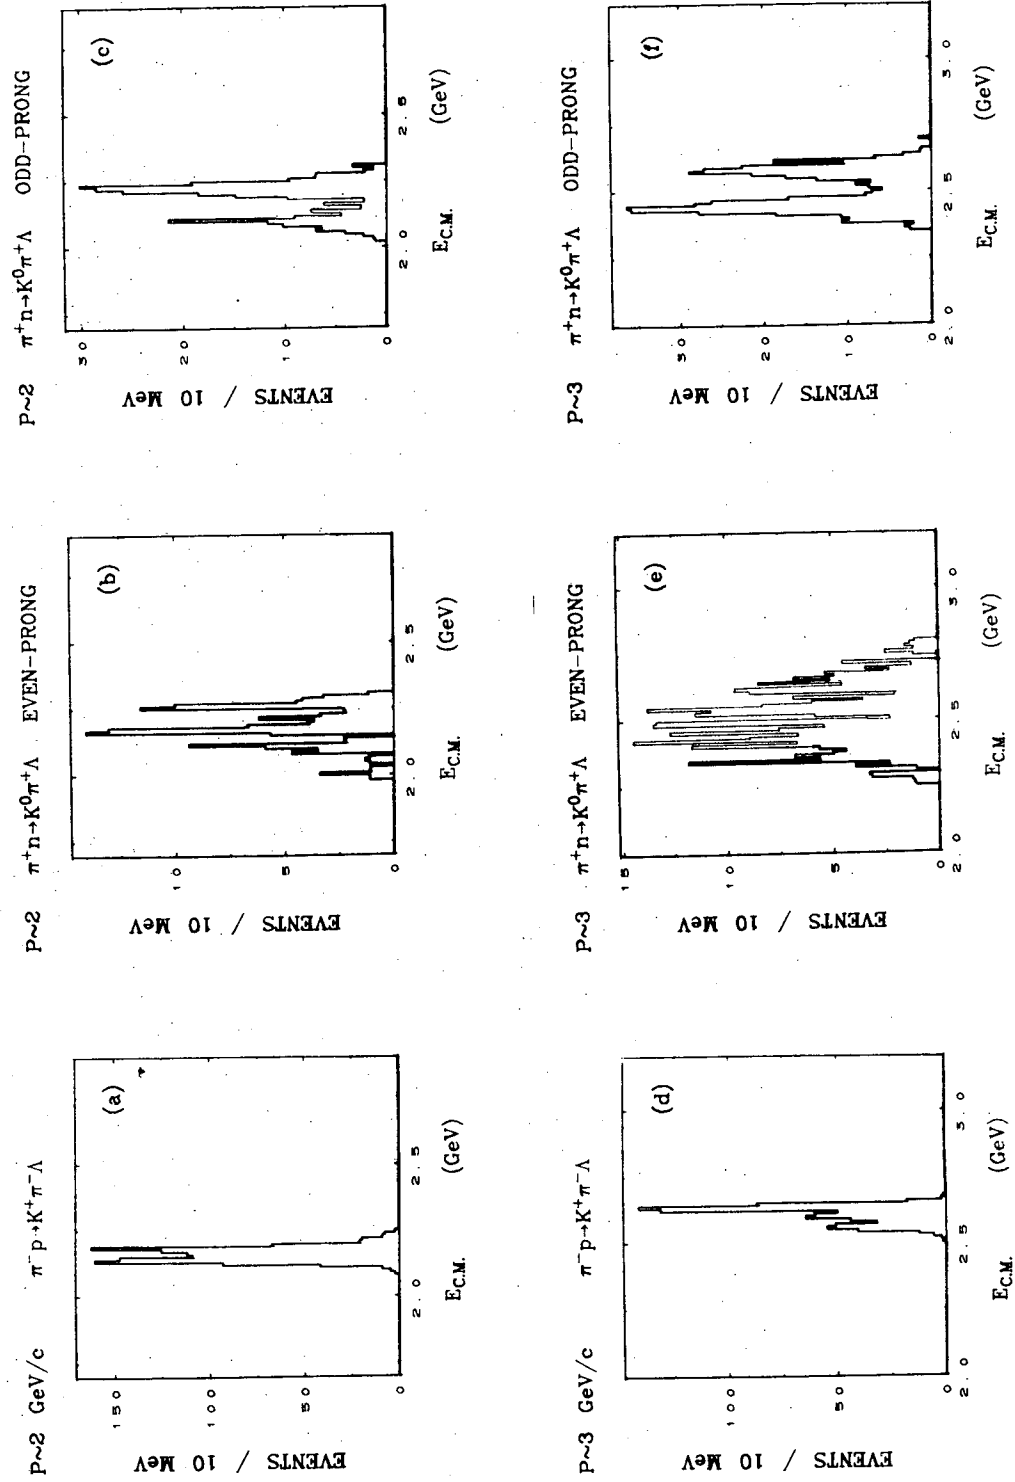 P~2 GeV/c π⁻p→K⁺π⁻Λ
(a)
EVENTS / 10 MeV
150
100
50
0
2.0
2.5
E_C.M. (GeV)
P~2 π⁺n→K⁰π⁺Λ EVEN-PRONG
(b)
EVENTS / 10 MeV
10
5
0
2.0
2.5
E_C.M. (GeV)
P~2 π⁺n→K⁰π⁺Λ ODD-PRONG
(c)
EVENTS / 10 MeV
30
20
10
0
2.0
2.5
E_C.M. (GeV)
P~3 GeV/c π⁻p→K⁺π⁻Λ
(d)
EVENTS / 10 MeV
100
50
0
2.0
2.5
3.0
E_C.M. (GeV)
P~3 π⁺n→K⁰π⁺Λ EVEN-PRONG
(e)
EVENTS / 10 MeV
15
10
5
0
2.0
2.5
3.0
E_C.M. (GeV)
P~3 π⁺n→K⁰π⁺Λ ODD-PRONG
(f)
EVENTS / 10 MeV
30
20
10
0
2.0
2.5
3.0
E_C.M. (GeV)